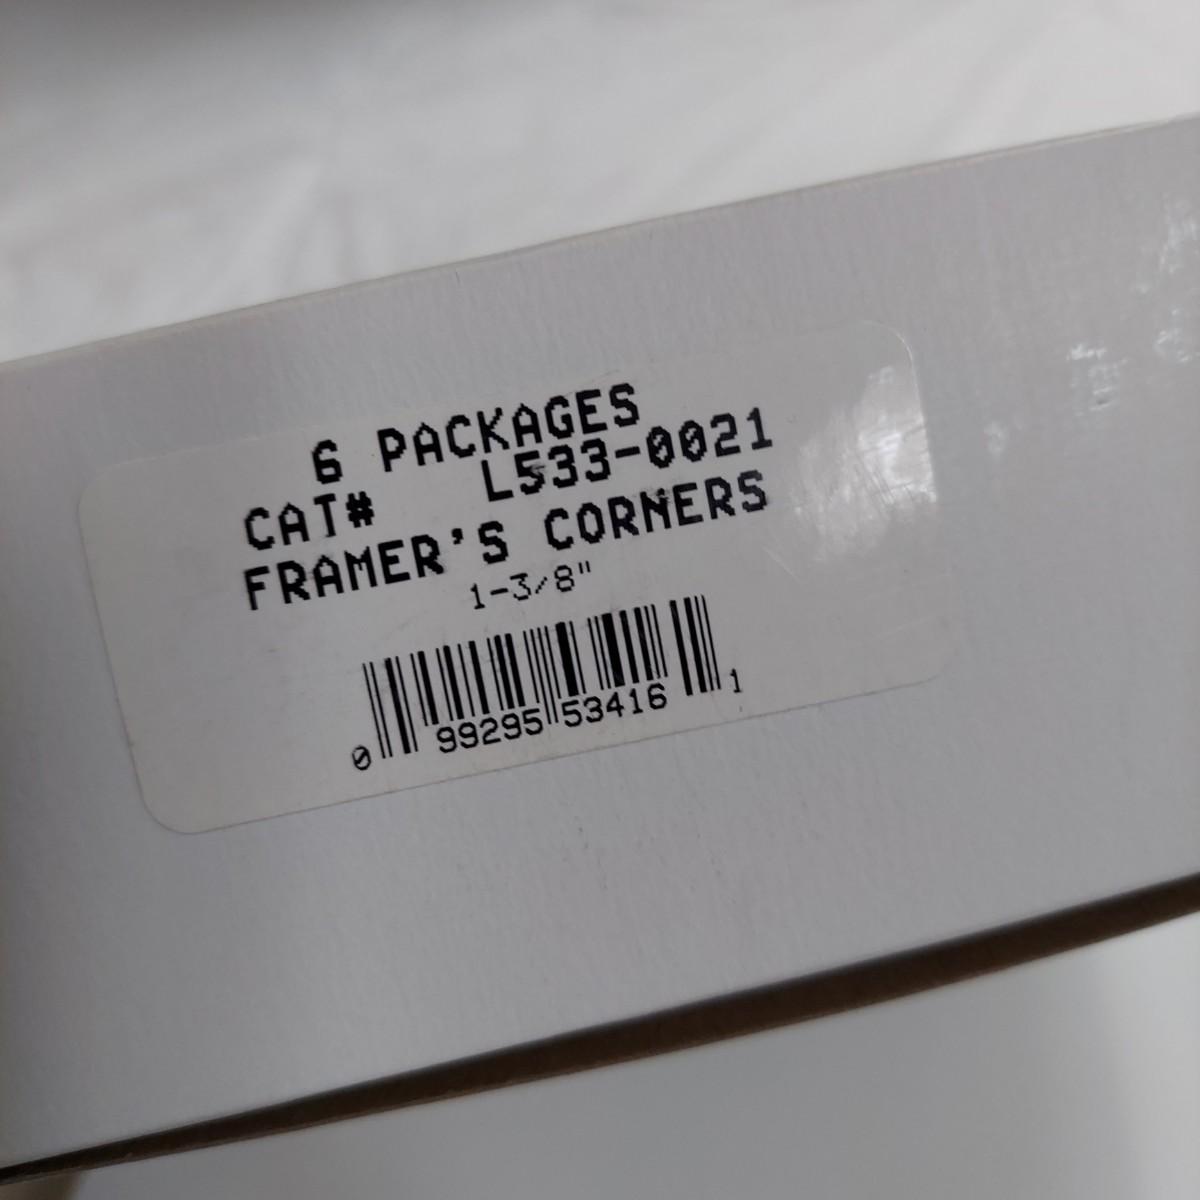 6 PACKAGES
CAT# L533-0021
FRAMER'S CORNERS
1-3/8"
0 99295 53416 1